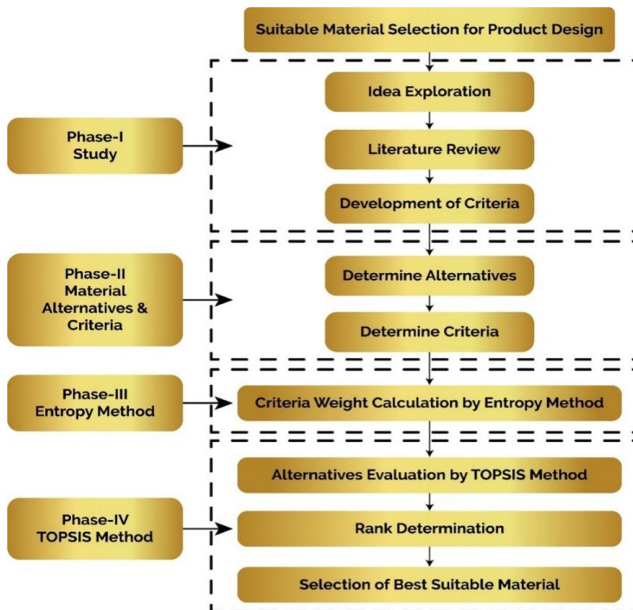 Suitable Material Selection for Product Design
Phase-I
Study
Idea Exploration
Literature Review
Development of Criteria
Phase-II
Material
Alternatives &
Criteria
Determine Alternatives
Determine Criteria
Phase-III
Entropy Method
Criteria Weight Calculation by Entropy Method
Phase-IV
TOPSIS Method
Alternatives Evaluation by TOPSIS Method
Rank Determination
Selection of Best Suitable Material